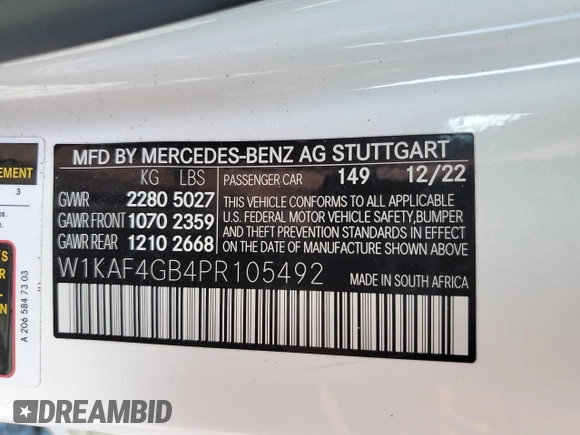 MFD BY MERCEDES-BENZ AG STUTTGART
KG LBS
GVWR 2280 5027
GAWR FRONT 1070 2359
GAWR REAR 1210 2668
PASSENGER CAR 149 12/22
THIS VEHICLE CONFORMS TO ALL APPLICABLE
U.S. FEDERAL MOTOR VEHICLE SAFETY, BUMPER
AND THEFT PREVENTION STANDARDS IN EFFECT
ON THE DATE OF MANUFACTURE SHOWN ABOVE.
W1KAF4GB4PR105492
MADE IN SOUTH AFRICA
EMENT
3
A 206 584 73 03
DREAMBID